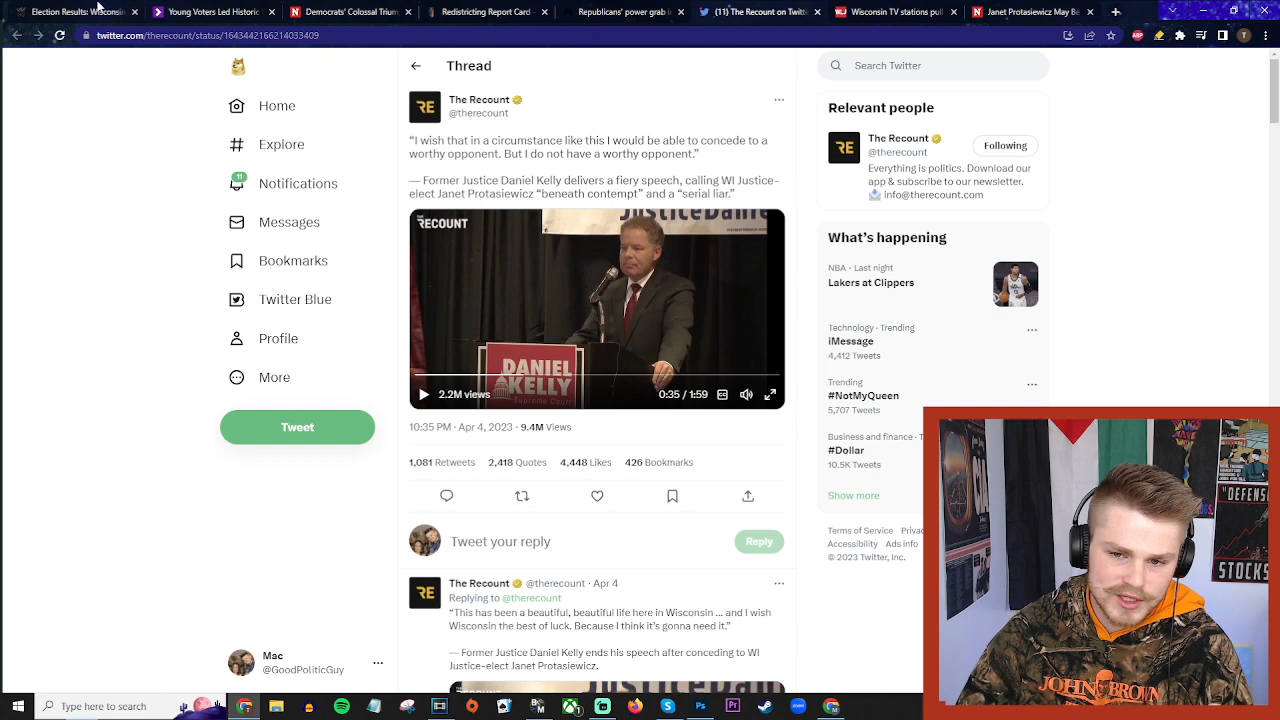 Election Results: Wisconsin
Young Voters Led Historic
Democrats' Colossal Triump
Redistricting Report Card -
Republicans' power grab i
(11) The Recount on Twitte
Wisconsin TV stations pull
Janet Protasiewicz May Be
twitter.com/therecount/status/1643442166214033409
Thread
Search Twitter
Home
Explore
11
Notifications
Messages
Bookmarks
Twitter Blue
Profile
More
Tweet
Mac
@GoodPoliticGuy
RE
The Recount
@therecount
“I wish that in a circumstance like this I would be able to concede to a
worthy opponent. But I do not have a worthy opponent.”
— Former Justice Daniel Kelly delivers a fiery speech, calling WI Justice-
elect Janet Protasiewicz “beneath contempt” and a “serial liar.”
THE
RECOUNT
JusticeDanie
DANIEL
KELLY
Supreme Court
2.2M views
0:35 / 1:59
10:35 PM · Apr 4, 2023 · 9.4M Views
1,081 Retweets 2,418 Quotes 4,448 Likes 426 Bookmarks
Tweet your reply
Reply
RE
The Recount @therecount · Apr 4
Replying to @therecount
“This has been a beautiful, beautiful life here in Wisconsin ... and I wish
Wisconsin the best of luck. Because I think it’s gonna need it.”
— Former Justice Daniel Kelly ends his speech after conceding to WI
Justice-elect Janet Protasiewicz.
JusticeDanie
Relevant people
RE
The Recount
@therecount
Following
Everything is politics. Download our
app & subscribe to our newsletter.
info@therecount.com
What’s happening
NBA · Last night
Lakers at Clippers
Technology · Trending
iMessage
4,412 Tweets
Trending
#NotMyQueen
5,707 Tweets
Business and finance · T
#Dollar
10.5K Tweets
Show more
Terms of Service Privac
Accessibility Ads info
© 2023 Twitter, Inc.
"DEFENS
STOCKS
JOHN BROWN
Type here to search